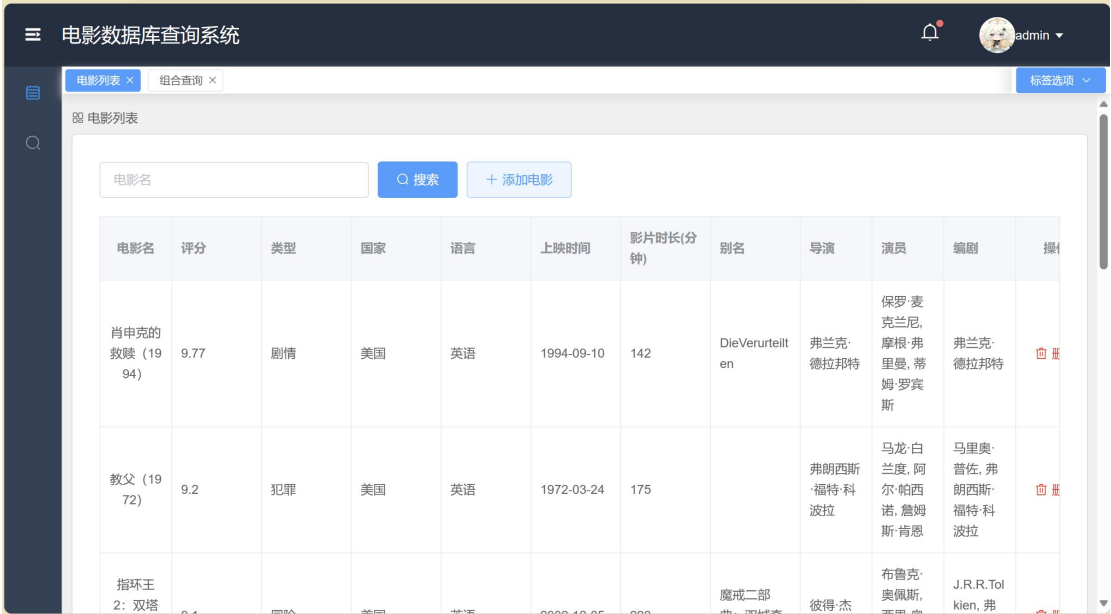 电影数据库查询系统
admin
电影列表 ×
组合查询 ×
标签选项
电影列表
电影名
搜索
+ 添加电影
电影名 评分 类型 国家 语言 上映时间 影片时长(分 别名 导演 演员 编剧
钟)
肖申克的
救赎（19
94）
9.77
剧情
美国
英语
1994-09-10
142
DieVerurteilt
en
弗兰克·
德拉邦特
保罗·麦
克兰尼,
摩根·弗
里曼, 蒂
姆·罗宾
斯
弗兰克·
德拉邦特
教父（19
72）
9.2
犯罪
美国
英语
1972-03-24
175
弗朗西斯
·福特·科
波拉
马龙·白
兰度, 阿
尔·帕西
诺, 詹姆
斯·肯恩
马里奥·
普佐, 弗
朗西斯·
福特·科
波拉
指环王
2：双塔
魔戒二部
彼得·杰
布鲁克·
奥佩斯,
J.R.R.Tol
kien, 弗